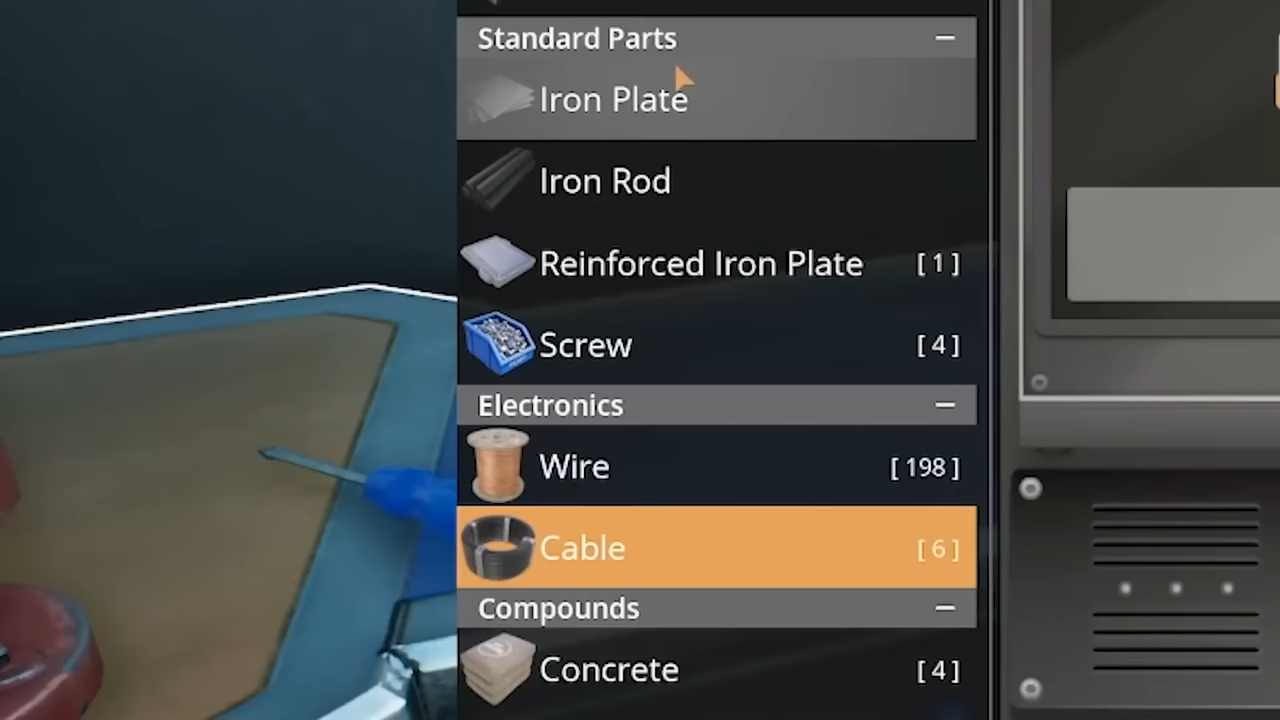 Standard Parts
Iron Plate
Iron Rod
Reinforced Iron Plate [ 1 ]
Screw [ 4 ]
Electronics
Wire [ 198 ]
Cable [ 6 ]
Compounds
Concrete [ 4 ]